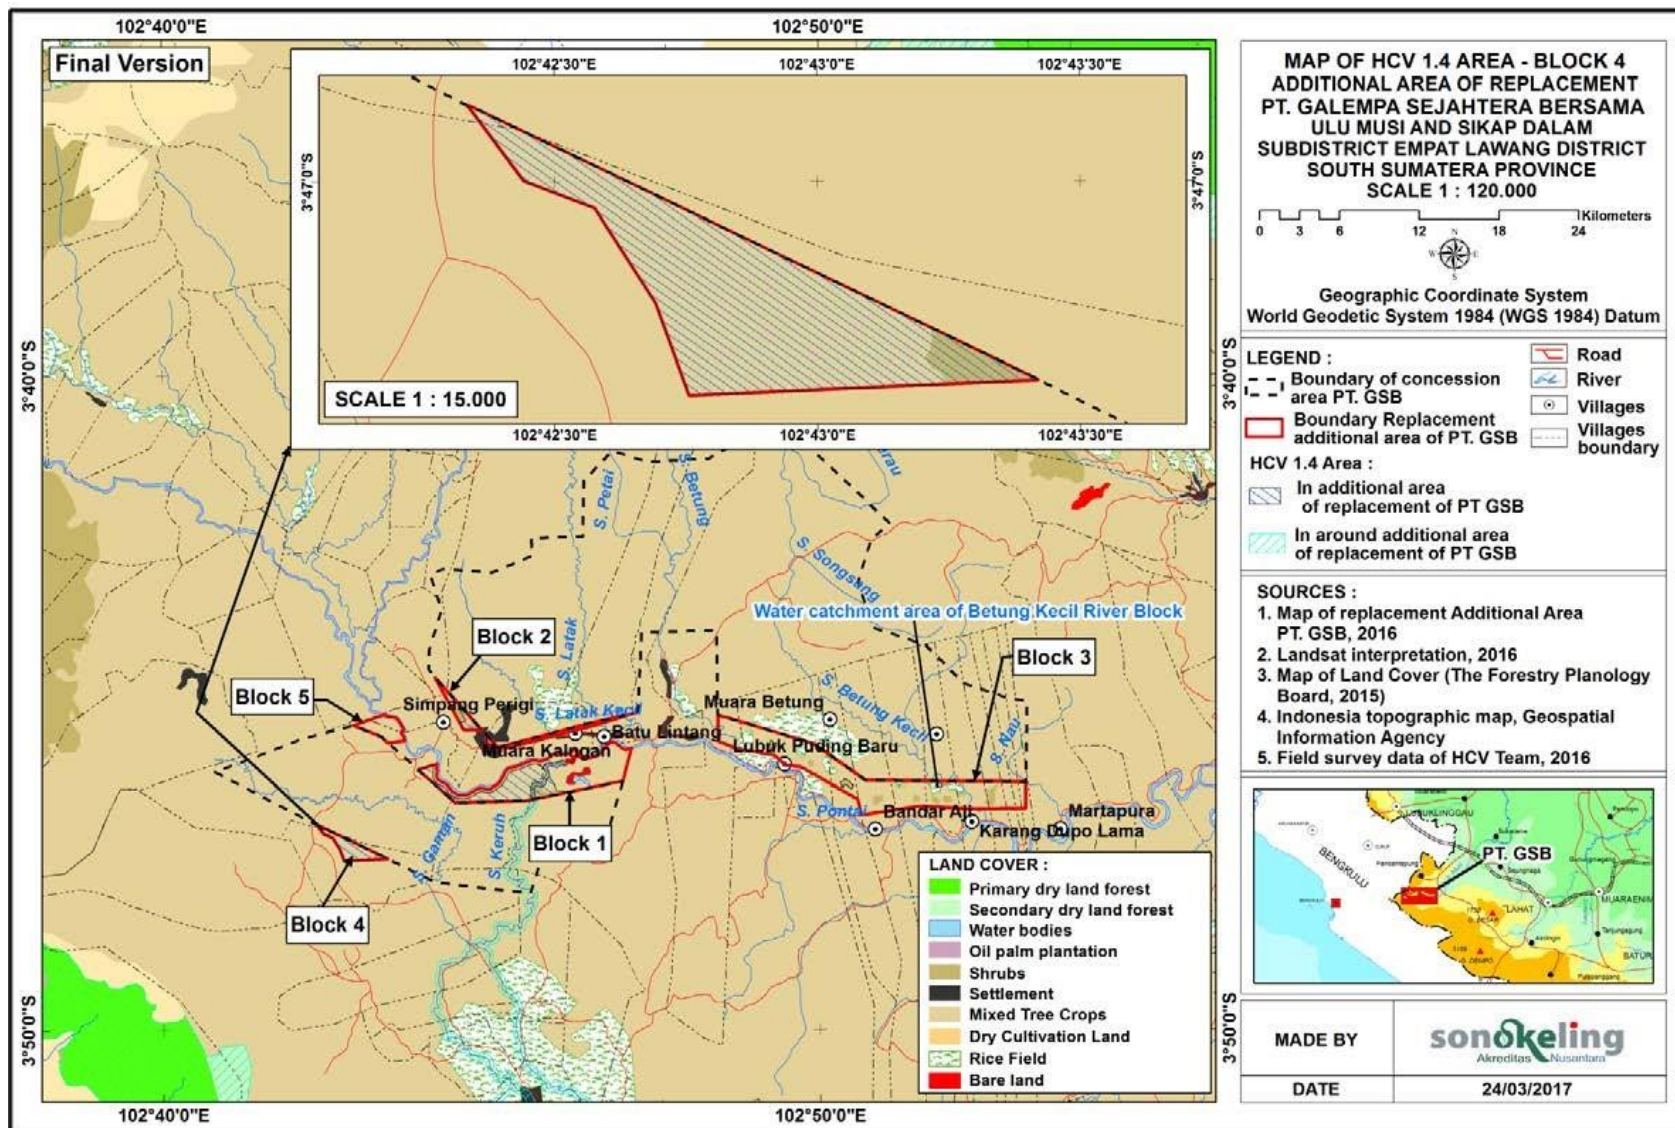 102°40'0"E
102°50'0"E
Final Version
102°42'30"E
102°43'0"E
102°43'30"E
3°47'0"S
3°47'0"S
SCALE 1 : 15.000
102°42'30"E
102°43'0"E
102°43'30"E
3°40'0"S
3°40'0"S
S. Petai
S. Betung
S. Songsang
Water catchment area of Betung Kecil River Block
Block 2
S. Latak
Block 3
Block 5
Simpang Perigi
Muara Betung
S. Betung Kecil
S. Latak Kecil
Batu Lintang
S. Nau
Muara Kalngan
Lubuk Puding Baru
S. Pontai
Bandar Aji
Martapura
Karang Dupo Lama
Block 1
S. Gaman
S. Keruh
Block 4
LAND COVER :
Primary dry land forest
Secondary dry land forest
Water bodies
Oil palm plantation
Shrubs
Settlement
Mixed Tree Crops
Dry Cultivation Land
Rice Field
Bare land
3°50'0"S
3°50'0"S
102°40'0"E
102°50'0"E
MAP OF HCV 1.4 AREA - BLOCK 4
ADDITIONAL AREA OF REPLACEMENT
PT. GALEMPA SEJAHTERA BERSAMA
ULU MUSI AND SIKAP DALAM
SUBDISTRICT EMPAT LAWANG DISTRICT
SOUTH SUMATERA PROVINCE
SCALE 1 : 120.000
Kilometers
0 3 6 12 18 24
N
W E
S
Geographic Coordinate System
World Geodetic System 1984 (WGS 1984) Datum
LEGEND :
Boundary of concession
area PT. GSB
Boundary Replacement
additional area of PT. GSB
HCV 1.4 Area :
In additional area
of replacement of PT GSB
In around additional area
of replacement of PT GSB
Road
River
Villages
Villages
boundary
SOURCES :
1. Map of replacement Additional Area
PT. GSB, 2016
2. Landsat interpretation, 2016
3. Map of Land Cover (The Forestry Planology
Board, 2015)
4. Indonesia topographic map, Geospatial
Information Agency
5. Field survey data of HCV Team, 2016
PT. GSB
BENGKULU
LAHAT
MUARAENIM
MADE BY
sonokeling
Akreditas Nusantara
DATE
24/03/2017